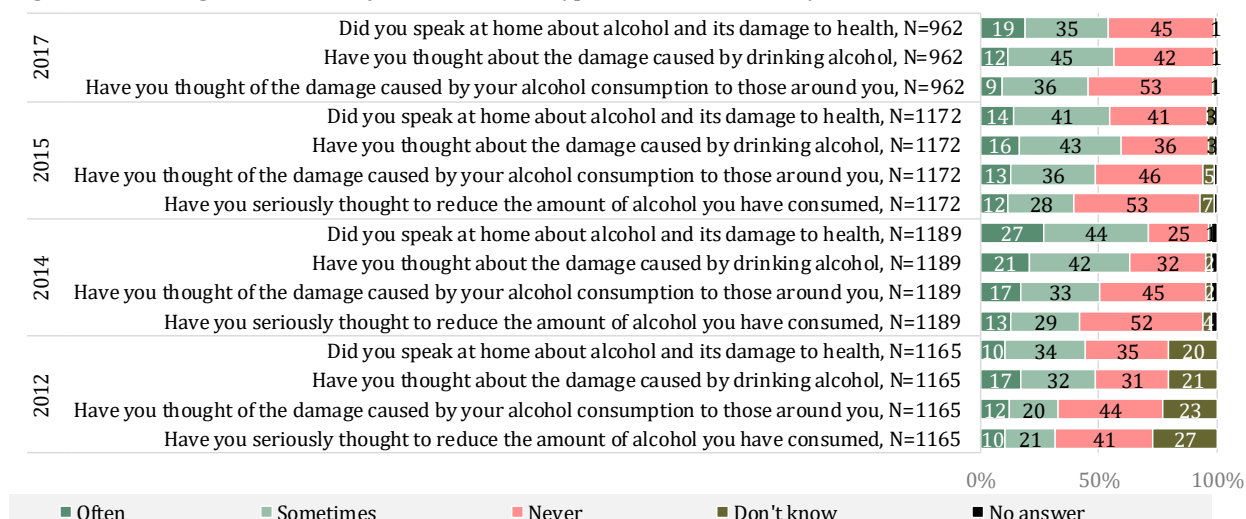 2017
Did you speak at home about alcohol and its damage to health, N=962 19 35 45 1
Have you thought about the damage caused by drinking alcohol, N=962 12 45 42 1
Have you thought of the damage caused by your alcohol consumption to those around you, N=962 9 36 53 1
2015
Did you speak at home about alcohol and its damage to health, N=1172 14 41 41 3
Have you thought about the damage caused by drinking alcohol, N=1172 16 43 36 3
Have you thought of the damage caused by your alcohol consumption to those around you, N=1172 13 36 46 5
Have you seriously thought to reduce the amount of alcohol you have consumed, N=1172 12 28 53 7
2014
Did you speak at home about alcohol and its damage to health, N=1189 27 44 25 1
Have you thought about the damage caused by drinking alcohol, N=1189 21 42 32 2
Have you thought of the damage caused by your alcohol consumption to those around you, N=1189 17 33 45 2
Have you seriously thought to reduce the amount of alcohol you have consumed, N=1189 13 29 52 4
2012
Did you speak at home about alcohol and its damage to health, N=1165 10 34 35 20
Have you thought about the damage caused by drinking alcohol, N=1165 17 32 31 21
Have you thought of the damage caused by your alcohol consumption to those around you, N=1165 12 20 44 23
Have you seriously thought to reduce the amount of alcohol you have consumed, N=1165 10 21 41 27
0% 50% 100%
Often Sometimes Never Don't know No answer